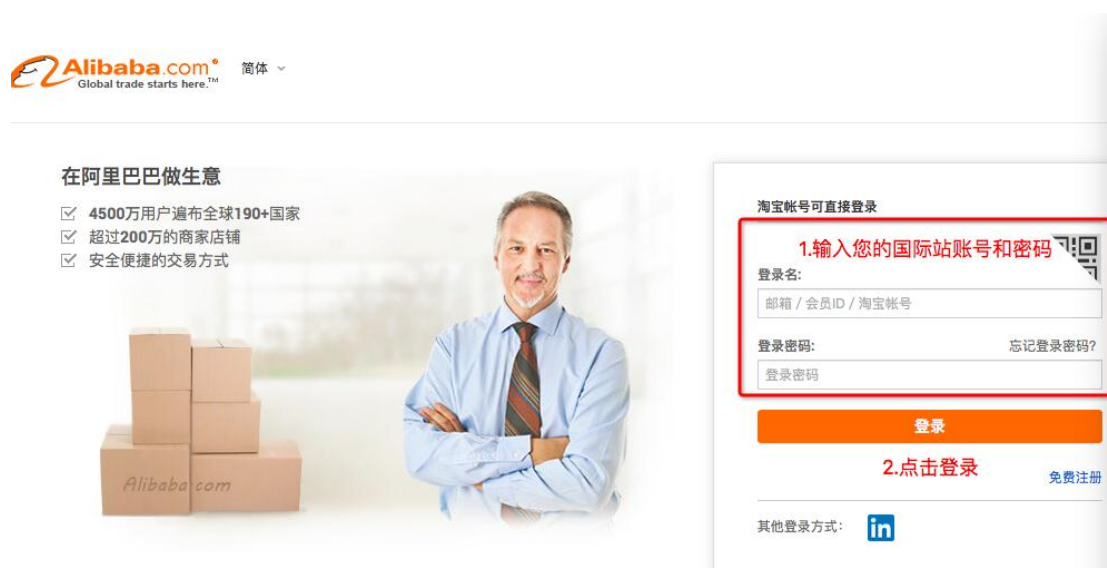 Alibaba.com®
Global trade starts here.™
简体
在阿里巴巴做生意
4500万用户遍布全球190+国家
超过200万的商家店铺
安全便捷的交易方式
Alibaba.com
淘宝帐号可直接登录
1.输入您的国际站账号和密码
登录名:
邮箱 / 会员ID / 淘宝帐号
登录密码: 忘记登录密码?
登录密码
登录
2.点击登录
免费注册
其他登录方式:
in